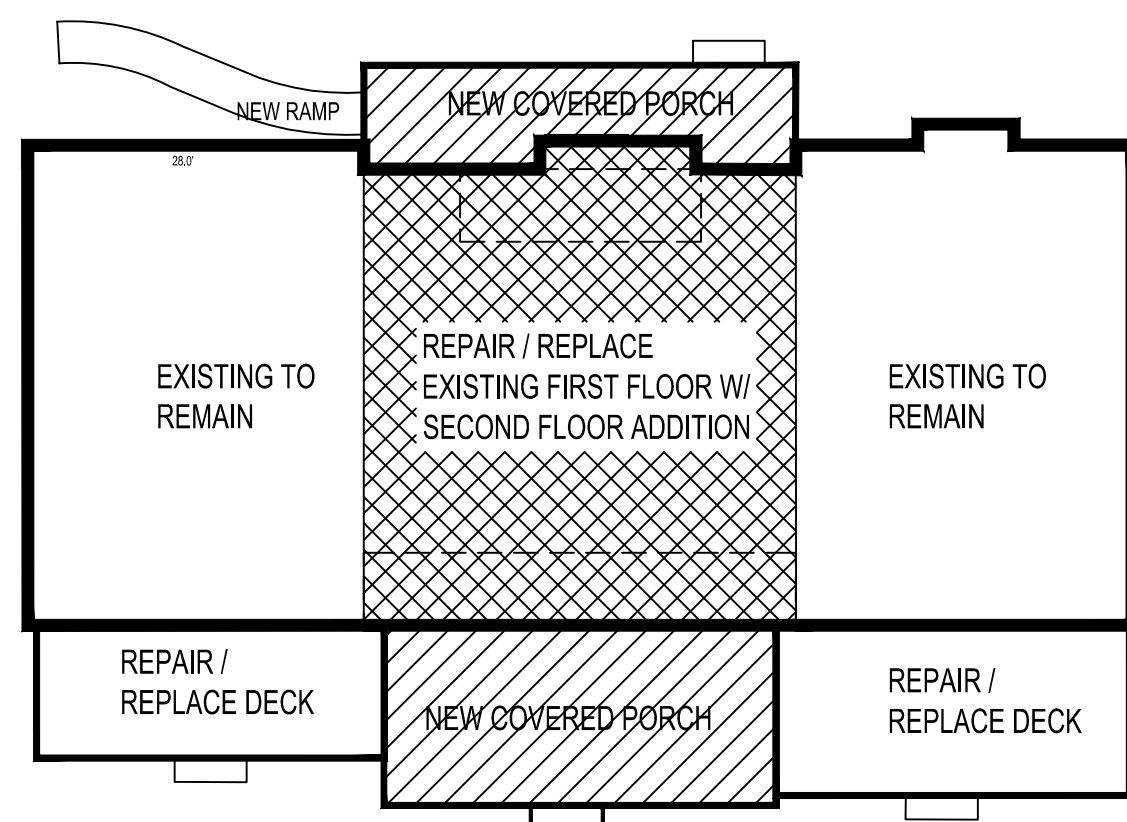 NEW RAMP
NEW COVERED PORCH
28.0'
EXISTING TO
REMAIN
REPAIR / REPLACE
EXISTING FIRST FLOOR W/
SECOND FLOOR ADDITION
EXISTING TO
REMAIN
REPAIR /
REPLACE DECK
NEW COVERED PORCH
REPAIR /
REPLACE DECK